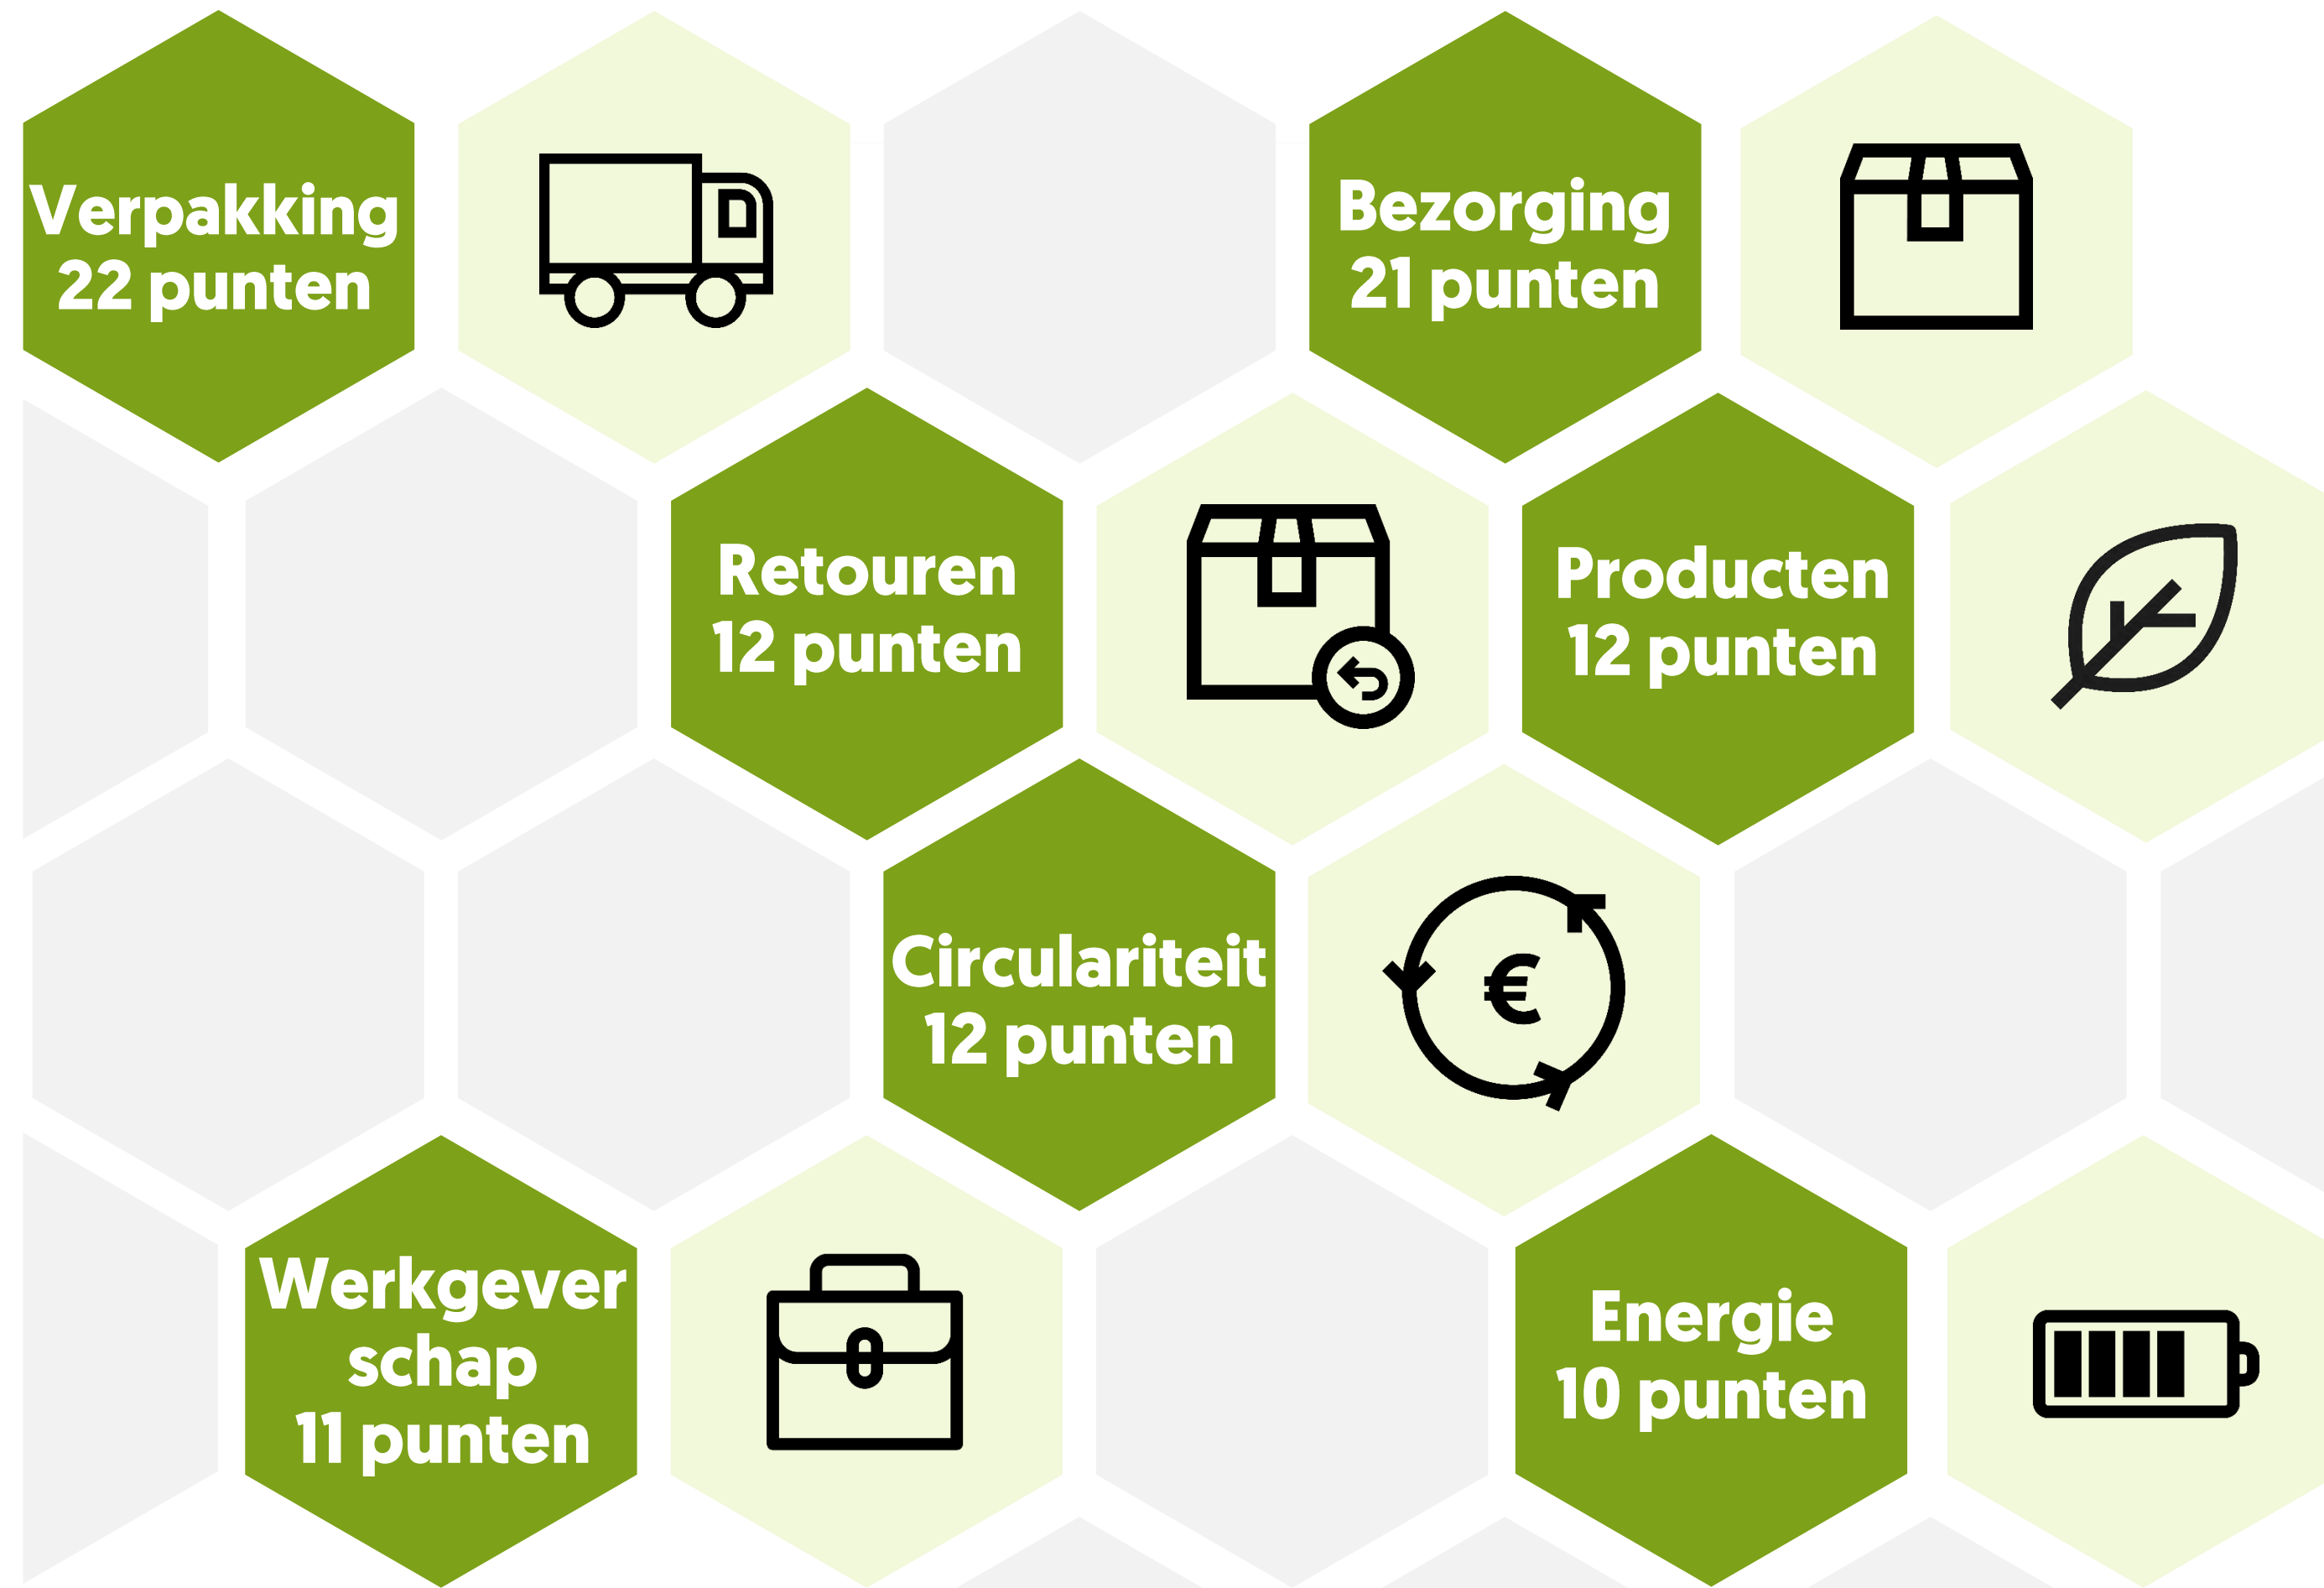 Verpakking
22 punten
Bezorging
21 punten
Retouren
12 punten
Producten
12 punten
Circulariteit
12 punten
€
Werkgever
schap
11 punten
Energie
10 punten